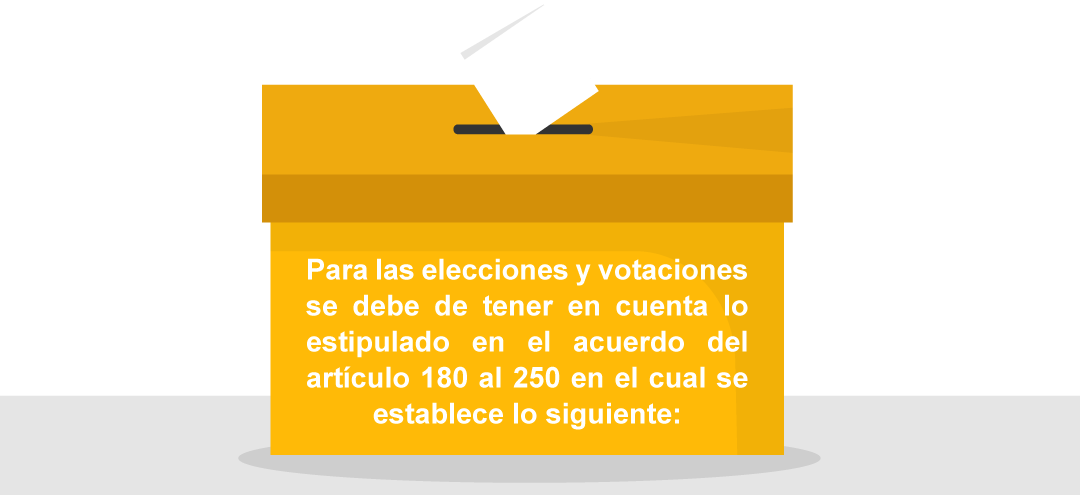 Para las elecciones y votaciones
se debe de tener en cuenta lo
estipulado en el acuerdo del
artículo 180 al 250 en el cual se
establece lo siguiente: